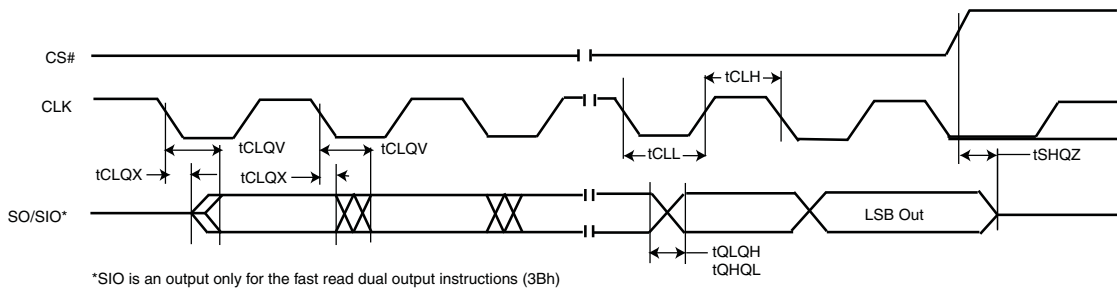 CS#
tCLH
CLK
tCLQV
tCLQV
tCLL
tSHQZ
tCLQX
tCLQX
SO/SIO*
LSB Out
tQLQH
tQHQL
*SIO is an output only for the fast read dual output instructions (3Bh)